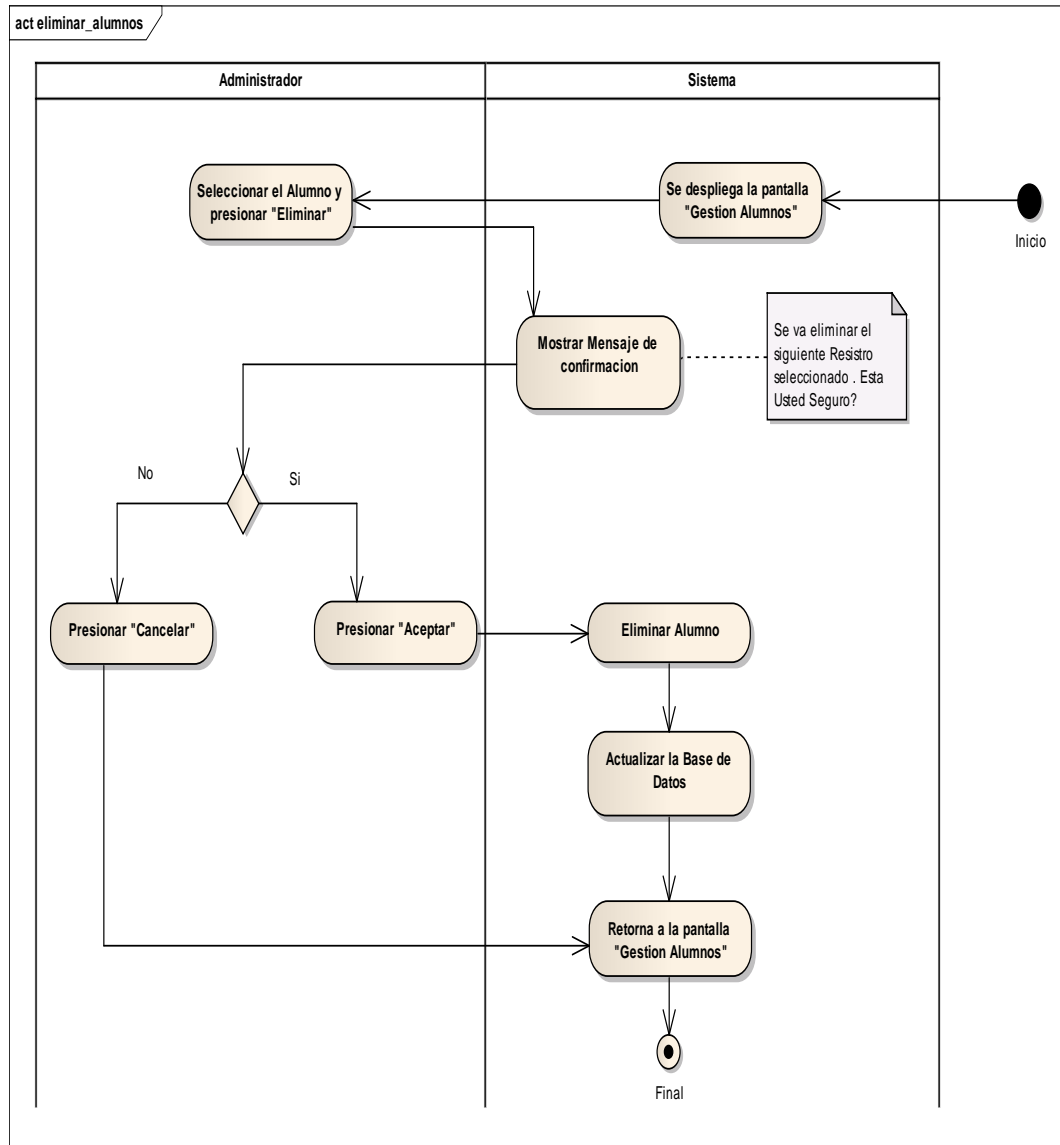 act eliminar_alumnos
Administrador
Sistema
Seleccionar el Alumno y
presionar "Eliminar"
Se despliega la pantalla
"Gestion Alumnos"
Inicio
Mostrar Mensaje de
confirmacion
Se va eliminar el
siguiente Resistro
seleccionado . Esta
Usted Seguro?
No
Si
Presionar "Cancelar"
Presionar "Aceptar"
Eliminar Alumno
Actualizar la Base de
Datos
Retorna a la pantalla
"Gestion Alumnos"
Final